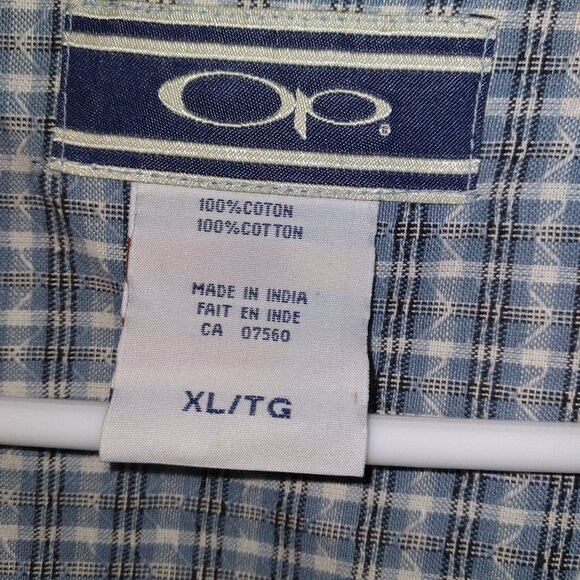 Op®
100%COTON
100%COTTON
MADE IN INDIA
FAIT EN INDE
CA 07560
XL/TG